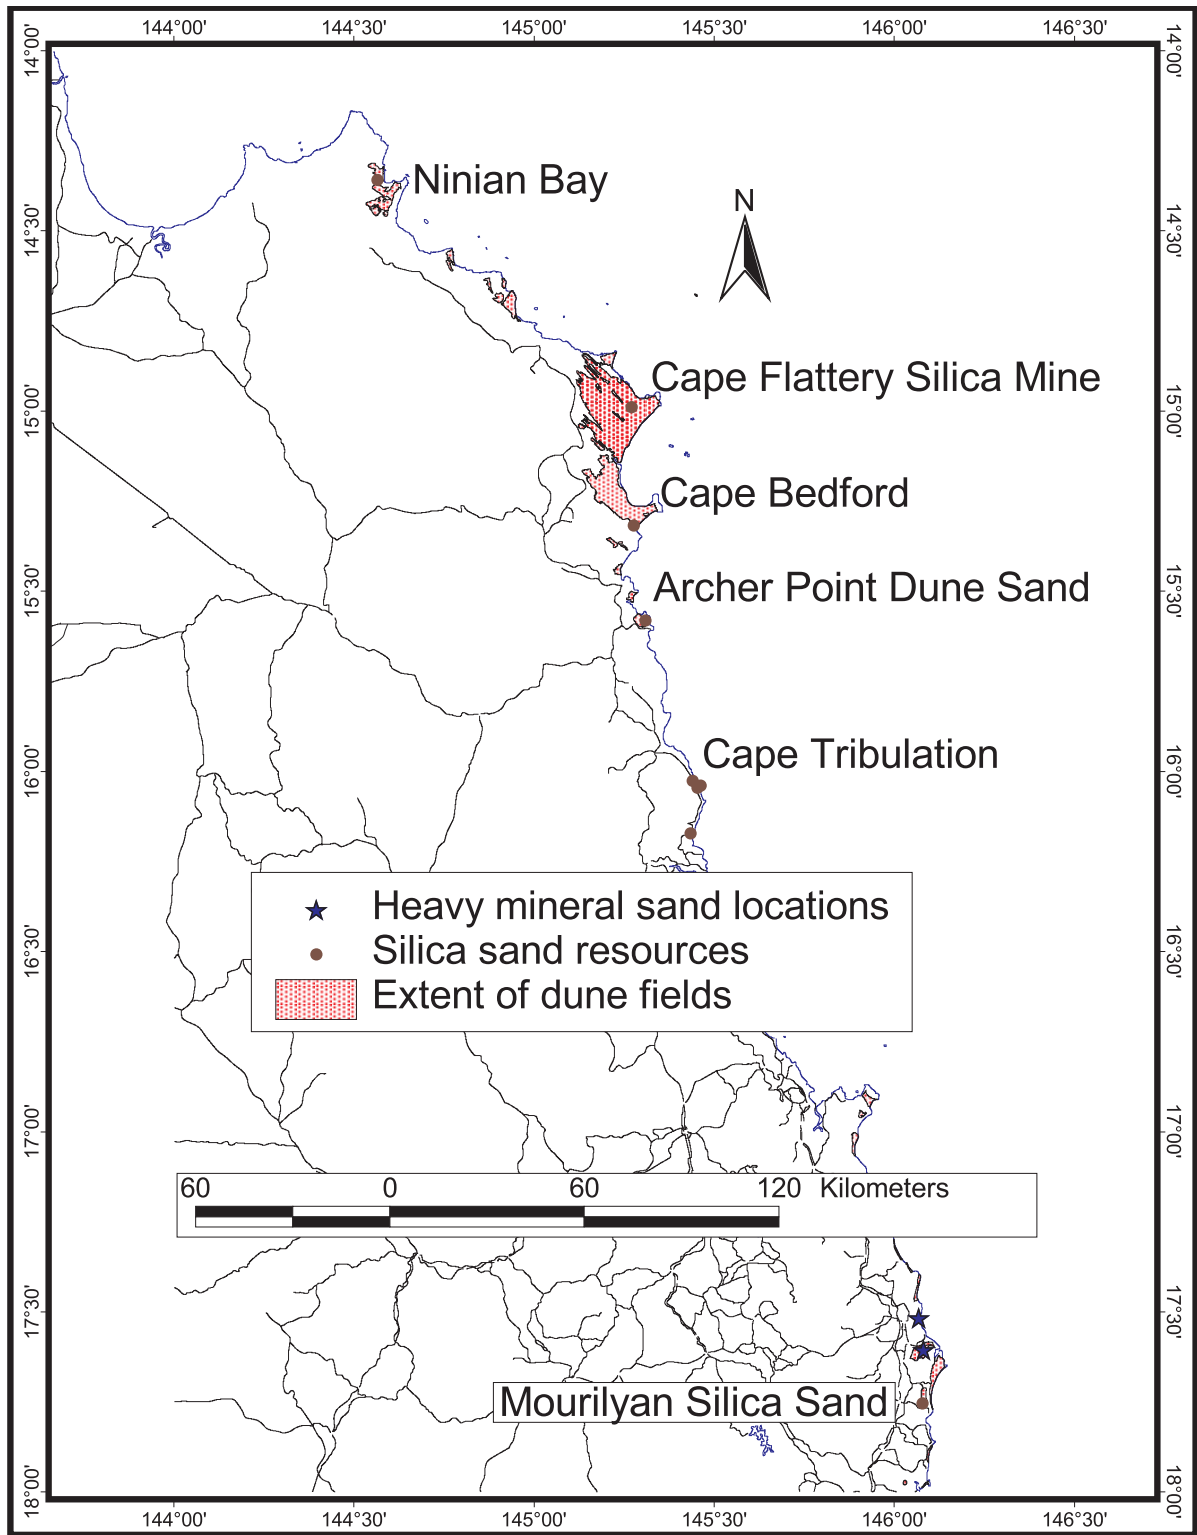 144°00' 144°30' 145°00' 145°30' 146°00' 146°30'
14°00' 14°00'
Ninian Bay
N
14°30' 14°30'
Cape Flattery Silica Mine
15°00' 15°00'
Cape Bedford
Archer Point Dune Sand
15°30' 15°30'
Cape Tribulation
16°00' 16°00'
Heavy mineral sand locations
Silica sand resources
16°30' 16°30'
Extent of dune fields
17°00' 17°00'
60 0 60 120 Kilometers
17°30' 17°30'
Mourilyan Silica Sand
18°00' 18°00'
144°00' 144°30' 145°00' 145°30' 146°00' 146°30'